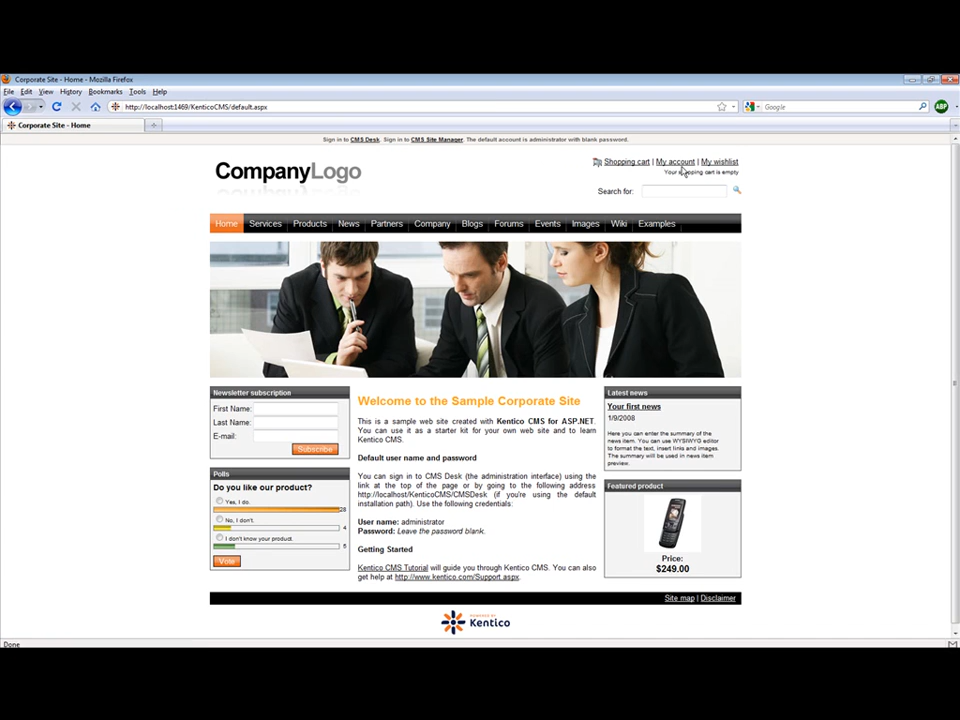 Corporate Site - Home - Mozilla Firefox
File Edit View History Bookmarks Tools Help
http://localhost:1469/KenticoCMS/default.aspx
Google
ABP
Corporate Site - Home
Sign in to CMS Desk. Sign in to CMS Site Manager. The default account is administrator with blank password.
CompanyLogo
Shopping cart | My account | My wishlist
Your shopping cart is empty
Search for:
Home Services Products News Partners Company Blogs Forums Events Images Wiki Examples
Newsletter subscription
First Name:
Last Name:
E-mail:
Subscribe
Polls
Do you like our product?
Yes, I do.
28
No, I don't.
4
I don't know your product.
5
Vote
Welcome to the Sample Corporate Site
This is a sample web site created with Kentico CMS for ASP.NET.
You can use it as a starter kit for your own web site and to learn
Kentico CMS.
Default user name and password
You can sign in to CMS Desk (the administration interface) using the
link at the top of the page or by going to the following address
http://localhost/KenticoCMS/CMSDesk (if you're using the default
installation path). Use the following credentials:
User name: administrator
Password: Leave the password blank.
Getting Started
Kentico CMS Tutorial will guide you through Kentico CMS. You can also
get help at http://www.kentico.com/Support.aspx.
Latest news
Your first news
1/9/2008
Here you can enter the summary of the
news item. You can use WYSIWYG editor
to format the text, insert links and images.
The summary will be used in news item
preview.
Featured product
Price:
$249.00
Site map | Disclaimer
POWERED BY
Kentico
Done